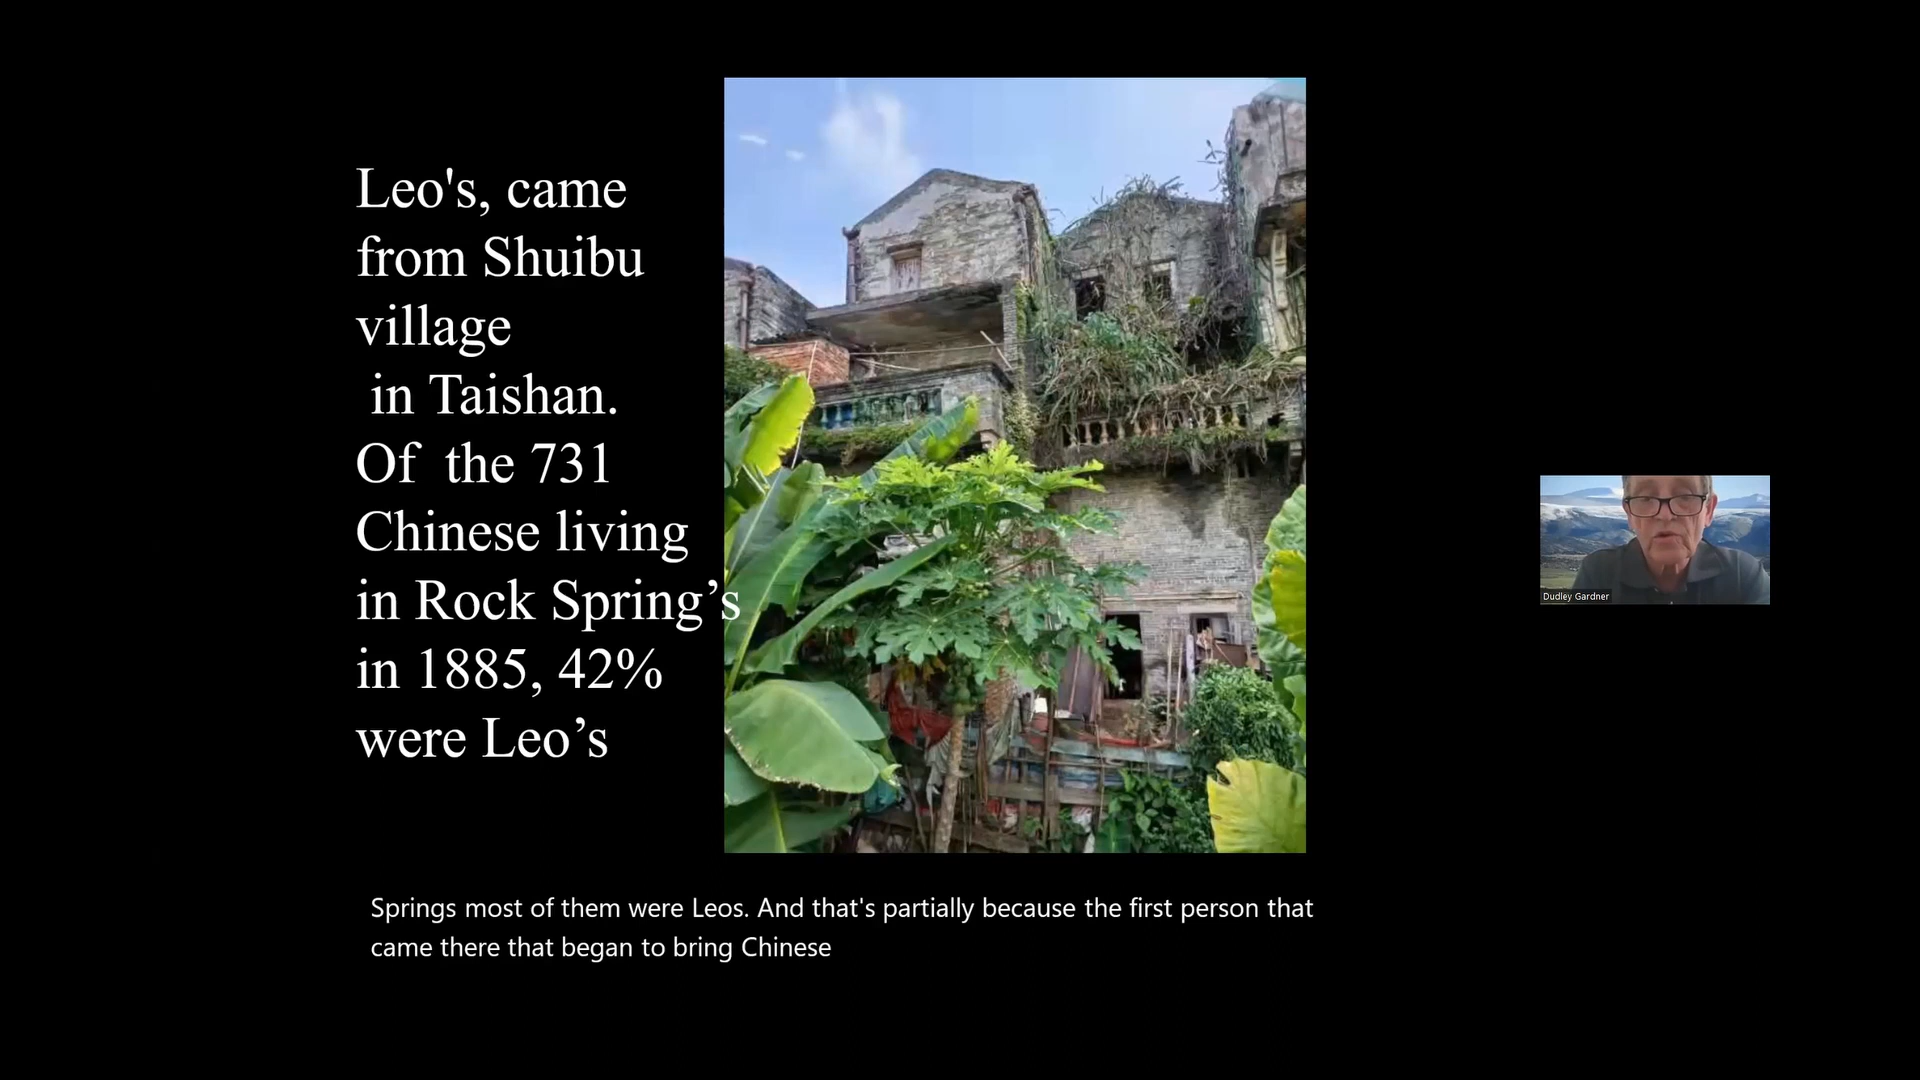 Leo's, came
from Shuibu
village
in Taishan.
Of  the 731
Chinese living
in Rock Spring’s
in 1885, 42%
were Leo’s
Dudley Gardner
Springs most of them were Leos. And that's partially because the first person that
came there that began to bring Chinese